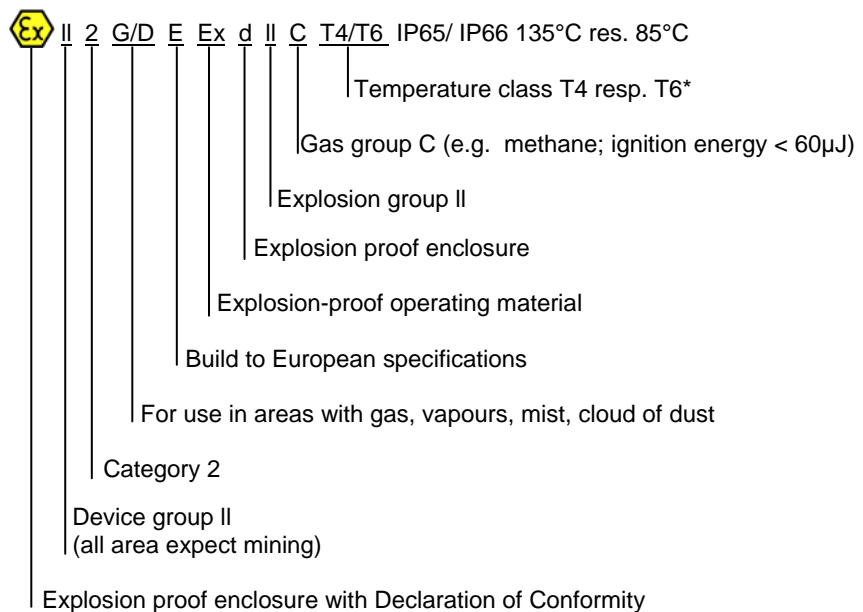 Ex II 2 G/D E Ex d II C T4/T6 IP65/ IP66 135°C res. 85°C
Temperature class T4 resp. T6*
Gas group C (e.g. methane; ignition energy < 60µJ)
Explosion group II
Explosion proof enclosure
Explosion-proof operating material
Build to European specifications
For use in areas with gas, vapours, mist, cloud of dust
Category 2
Device group II
(all area expect mining)
Explosion proof enclosure with Declaration of Conformity